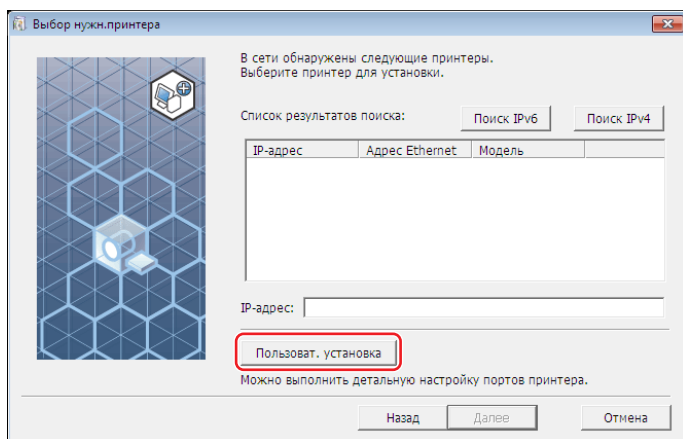 Выбор нужн.принтера
В сети обнаружены следующие принтеры.
Выберите принтер для установки.
Список результатов поиска:
Поиск IPv6
Поиск IPv4
IP-адрес
Адрес Ethernet
Модель
IP-адрес:
Пользоват. установка
Можно выполнить детальную настройку портов принтера.
Назад
Далее
Отмена